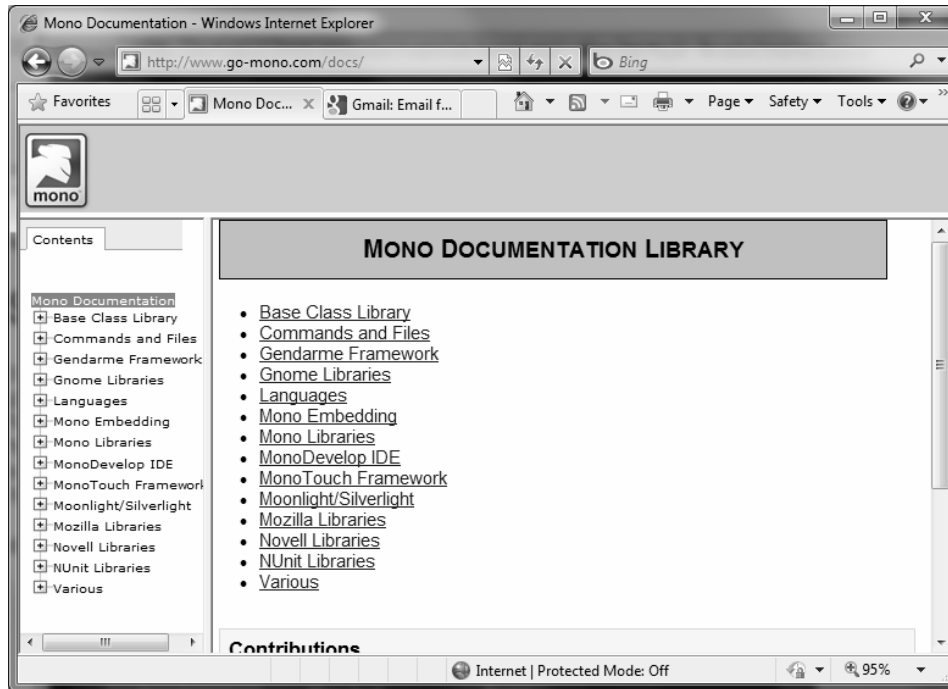 Mono Documentation - Windows Internet Explorer
http://www.go-mono.com/docs/
Bing
Favorites
Mono Doc...
Gmail: Email f...
Page
Safety
Tools
mono
Contents
Mono Documentation
Base Class Library
Commands and Files
Gendarme Framework
Gnome Libraries
Languages
Mono Embedding
Mono Libraries
MonoDevelop IDE
MonoTouch Framework
Moonlight/Silverlight
Mozilla Libraries
Novell Libraries
NUnit Libraries
Various
MONO DOCUMENTATION LIBRARY
• Base Class Library
• Commands and Files
• Gendarme Framework
• Gnome Libraries
• Languages
• Mono Embedding
• Mono Libraries
• MonoDevelop IDE
• MonoTouch Framework
• Moonlight/Silverlight
• Mozilla Libraries
• Novell Libraries
• NUnit Libraries
• Various
Contributions
Internet | Protected Mode: Off
95%